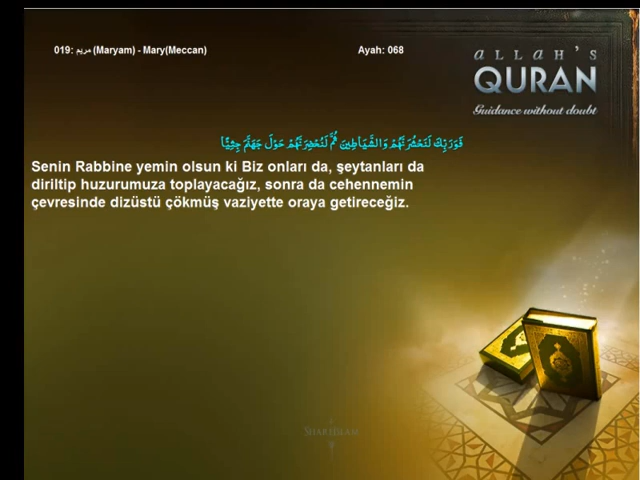 019: مريم (Maryam) - Mary(Meccan)
Ayah: 068
ALLAH'S
QURAN
Guidance without doubt
فَوَرَبِّكَ لَنَحْشُرَنَّهُمْ وَالشَّيَاطِينَ ثُمَّ لَنُحْضِرَنَّهُمْ حَوْلَ جَهَنَّمَ جِثِيًّا
Senin Rabbine yemin olsun ki Biz onları da, şeytanları da
diriltip huzurumuza toplayacağız, sonra da cehennemin
çevresinde dizüstü çökmüş vaziyette oraya getireceğiz.
SHAREISLAM